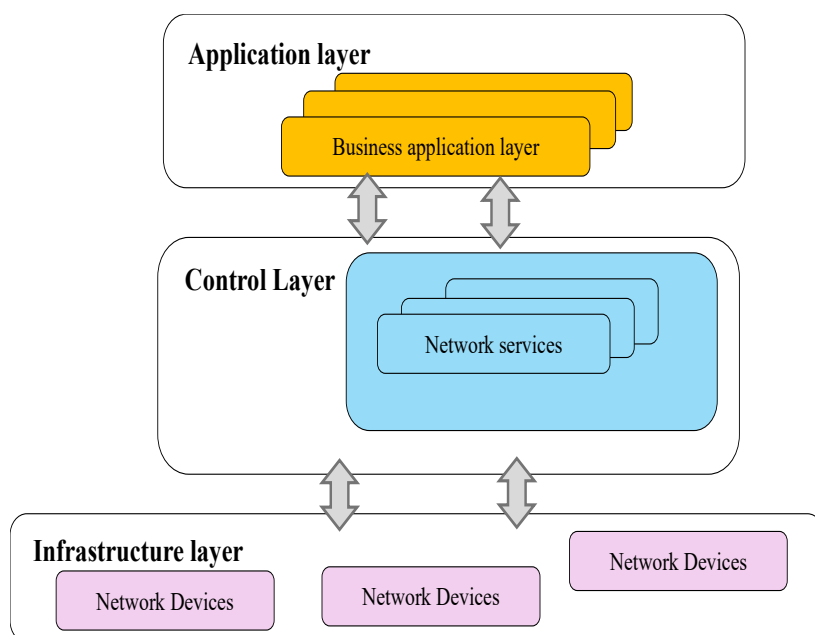 Application layer
Business application layer
Control Layer
Network services
Infrastructure layer
Network Devices
Network Devices
Network Devices